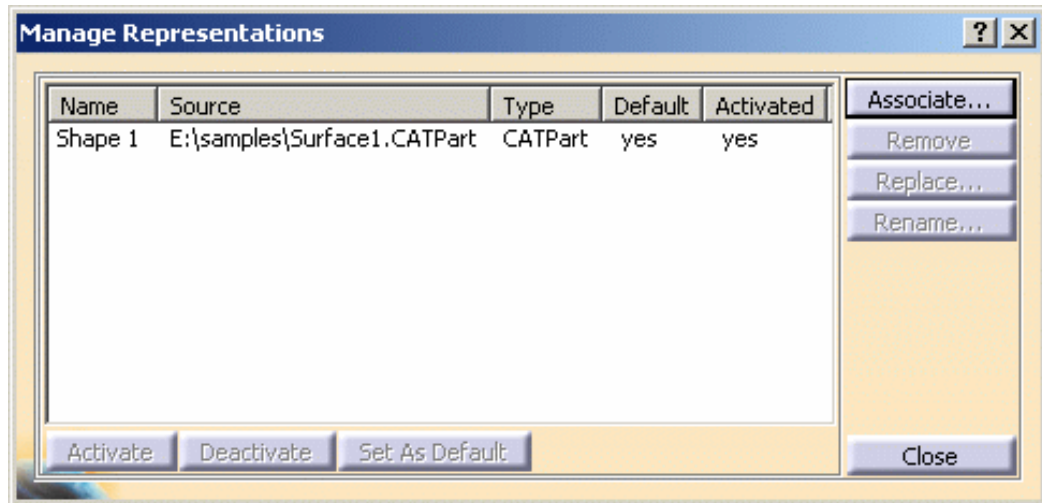 Manage Representations
Name Source Type Default Activated
Shape 1 E:\samples\Surface1.CATPart CATPart yes yes
Associate...
Remove
Replace...
Rename...
Activate Deactivate Set As Default
Close